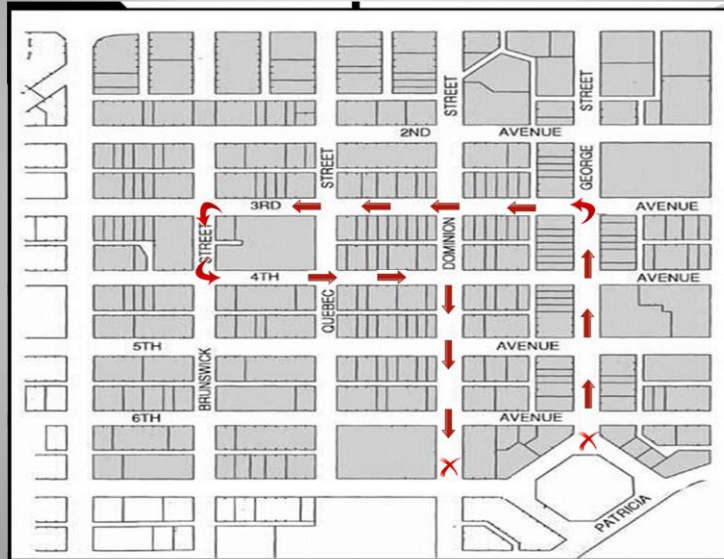 STREET
STREET
2ND
AVENUE
STREET
GEORGE
3RD
AVENUE
STREET
DOMINION
4TH
AVENUE
QUEBEC
5TH
AVENUE
BRUNSWICK
6TH
AVENUE
PATRICIA